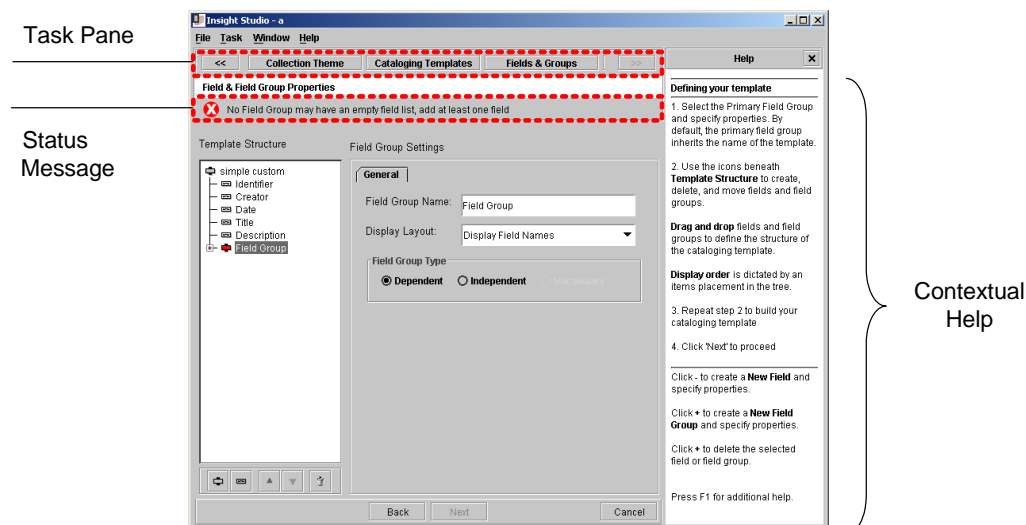 Task Pane
Status
Message
Insight Studio - a
File Task Window Help
<< Collection Theme Cataloging Templates Fields & Groups >>
Field & Field Group Properties
No Field Group may have an empty field list, add at least one field
Template Structure
simple custom
Identifier
Creator
Date
Title
Description
Field Group
Field Group Settings
General
Field Group Name: Field Group
Display Layout: Display Field Names
Field Group Type
Dependent Independent Vocabulary
Back Next Cancel
Help
Defining your template
1. Select the Primary Field Group
and specify properties. By
default, the primary field group
inherits the name of the template.
2. Use the icons beneath
Template Structure to create,
delete, and move fields and field
groups.
Drag and drop fields and field
groups to define the structure of
the cataloging template.
Display order is dictated by an
items placement in the tree.
3. Repeat step 2 to build your
cataloging template
4. Click 'Next' to proceed
Click - to create a New Field and
specify properties.
Click + to create a New Field
Group and specify properties.
Click + to delete the selected
field or field group.
Press F1 for additional help.
Contextual
Help